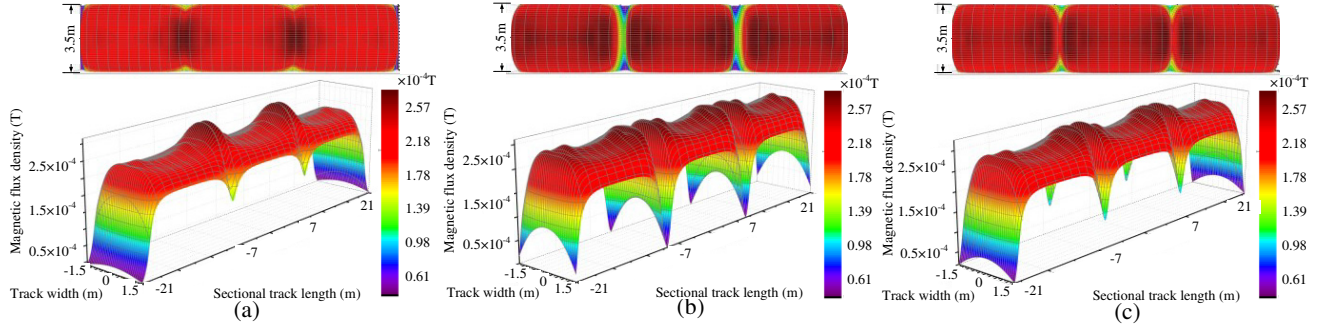 3.5m
×10-4T
2.57
2.18
1.79
1.39
0.98
0.61
Magnetic flux density (T)
2.5×10-4
1.5×10-4
0.5×10-4
-1.5
0
1.5
Track width (m)
-21
-7
7
21
Sectional track length (m)
(a)
3.5m
×10-4T
2.57
2.18
1.79
1.39
0.98
0.61
Magnetic flux density (T)
2.5×10-4
1.5×10-4
0.5×10-4
-1.5
0
1.5
Track width (m)
-21
-7
7
21
Sectional track length (m)
(b)
3.5m
×10-4T
2.57
2.18
1.79
1.39
0.98
0.61
Magnetic flux density (T)
2.5×10-4
1.5×10-4
0.5×10-4
-1.5
0
1.5
Track width (m)
-21
-7
7
21
Sectional track length (m)
(c)